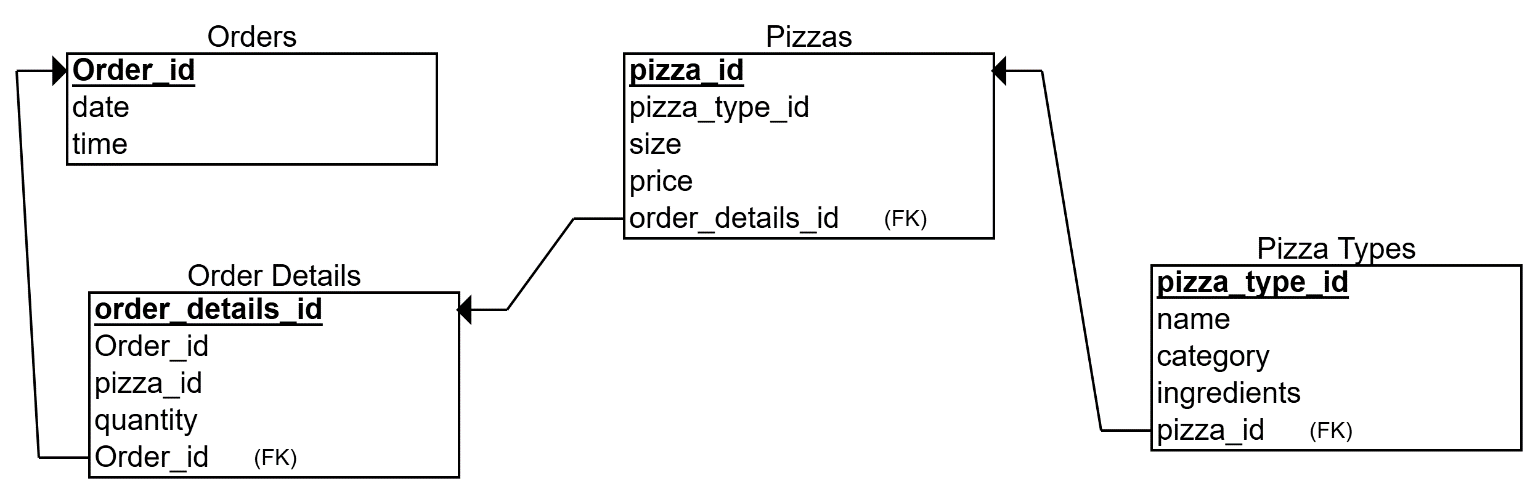 Orders
Order_id
date
time
Pizzas
pizza_id
pizza_type_id
size
price
order_details_id (FK)
Order Details
order_details_id
Order_id
pizza_id
quantity
Order_id (FK)
Pizza Types
pizza_type_id
name
category
ingredients
pizza_id (FK)